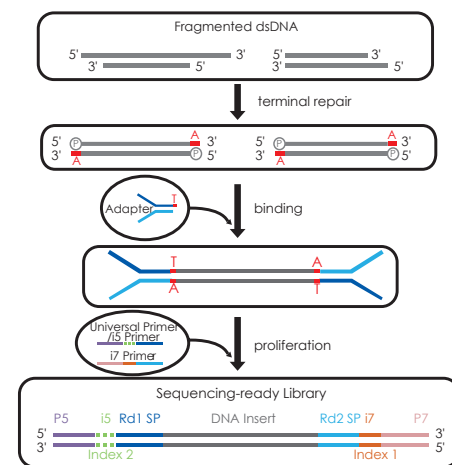 Fragmented dsDNA
5' 3' 5' 3'
3' 5' 3' 5'
terminal repair
A A
5' P 3' 5' P 3'
3' P 5' 3' P 5'
A A
Adapter T
binding
T A
A T
Universal Primer
/i5 Primer
i7 Primer
proliferation
Sequencing-ready Library
P5 i5 Rd1 SP DNA Insert Rd2 SP i7 P7
5' 3'
3' 5'
Index 2 Index 1